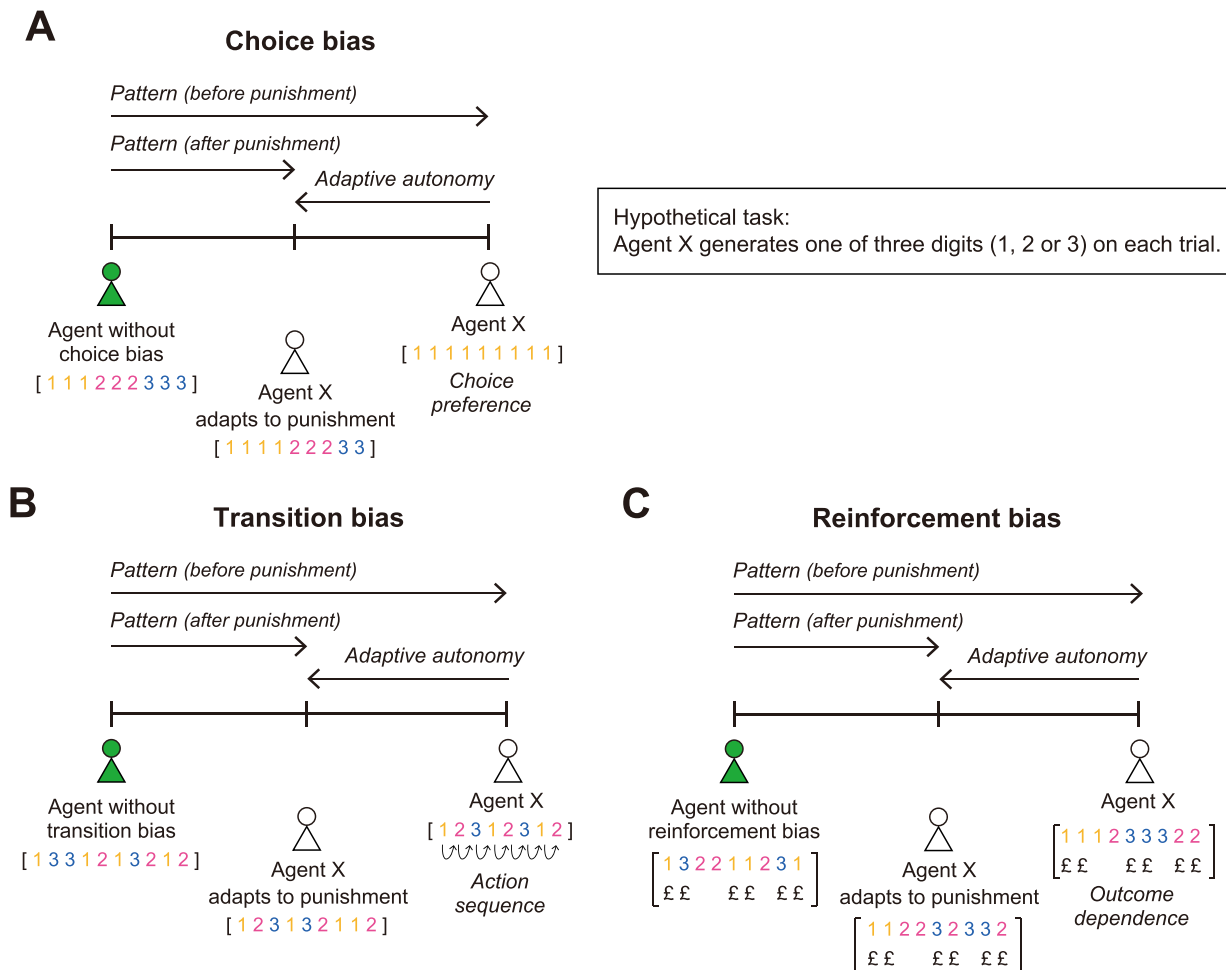 A
Choice bias
Pattern (before punishment)
Pattern (after punishment)
Adaptive autonomy
Agent without
choice bias
[ 1 1 1 2 2 2 3 3 3 ]
Agent X
adapts to punishment
[ 1 1 1 1 2 2 2 3 3 ]
Agent X
[ 1 1 1 1 1 1 1 1 1 ]
Choice
preference
Hypothetical task:
Agent X generates one of three digits (1, 2 or 3) on each trial.
B
Transition bias
Pattern (before punishment)
Pattern (after punishment)
Adaptive autonomy
Agent without
transition bias
[ 1 3 3 1 2 1 3 2 1 2 ]
Agent X
adapts to punishment
[ 1 2 3 1 3 2 1 1 2 ]
Agent X
[ 1 2 3 1 2 3 1 2 ]
Action
sequence
C
Reinforcement bias
Pattern (before punishment)
Pattern (after punishment)
Adaptive autonomy
Agent without
reinforcement bias
[ 1 3 2 2 1 1 2 3 1 ]
£ £ £ £ £ £
Agent X
adapts to punishment
[ 1 1 2 2 3 2 3 3 2 ]
£ £ £ £ £ £
Agent X
[ 1 1 1 2 3 3 3 2 2 ]
£ £ £ £ £ £
Outcome
dependence